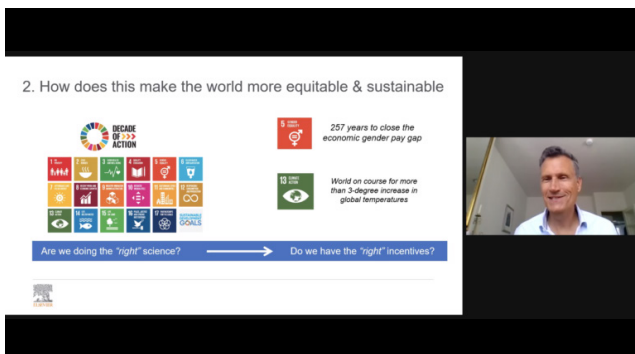 2. How does this make the world more equitable & sustainable
DECADE
OF >>>
ACTION
5 GENDER
EQUALITY
257 years to close the
economic gender pay
gap
13 CLIMATE
ACTION
World on course for more
than 3-degree increase in
global temperatures
Are we doing the "right" science?
Do we have the "right" incentives?
ELSEVIER